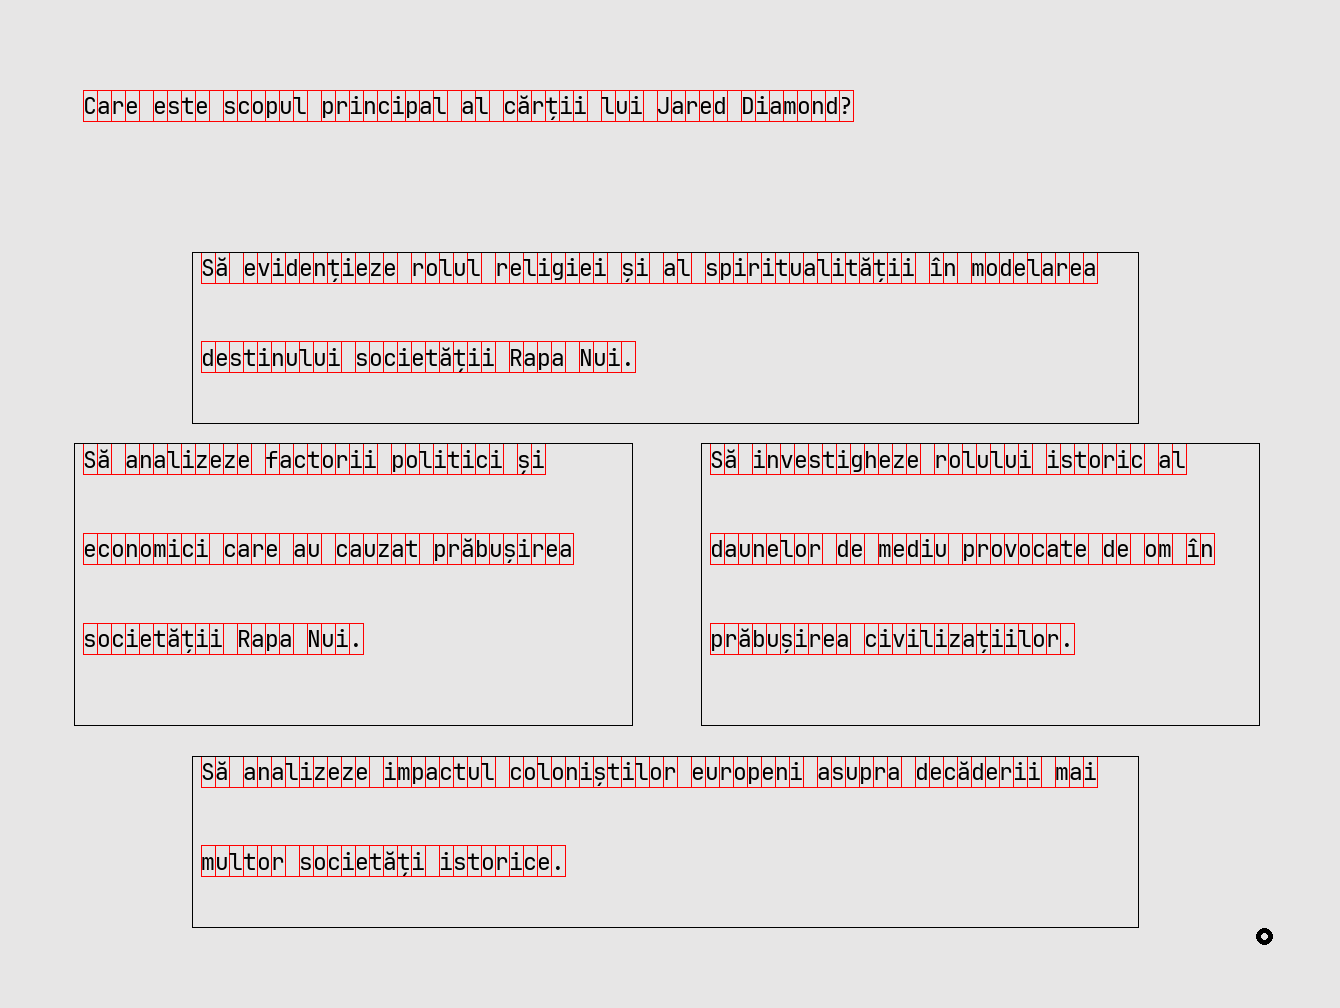 Care este scopul principal al cărții lui Jared Diamond?
Să evidențieze rolul religiei și al spiritualității în modelarea
destinului societății Rapa Nui.
Să analizeze factorii politici și
economici care au cauzat prăbușirea
societății Rapa Nui.
Să investigheze rolului istoric al
daunelor de mediu provocate de om în
prăbușirea civilizațiilor.
Să analizeze impactul coloniștilor europeni asupra decăderii mai
multor societăți istorice.